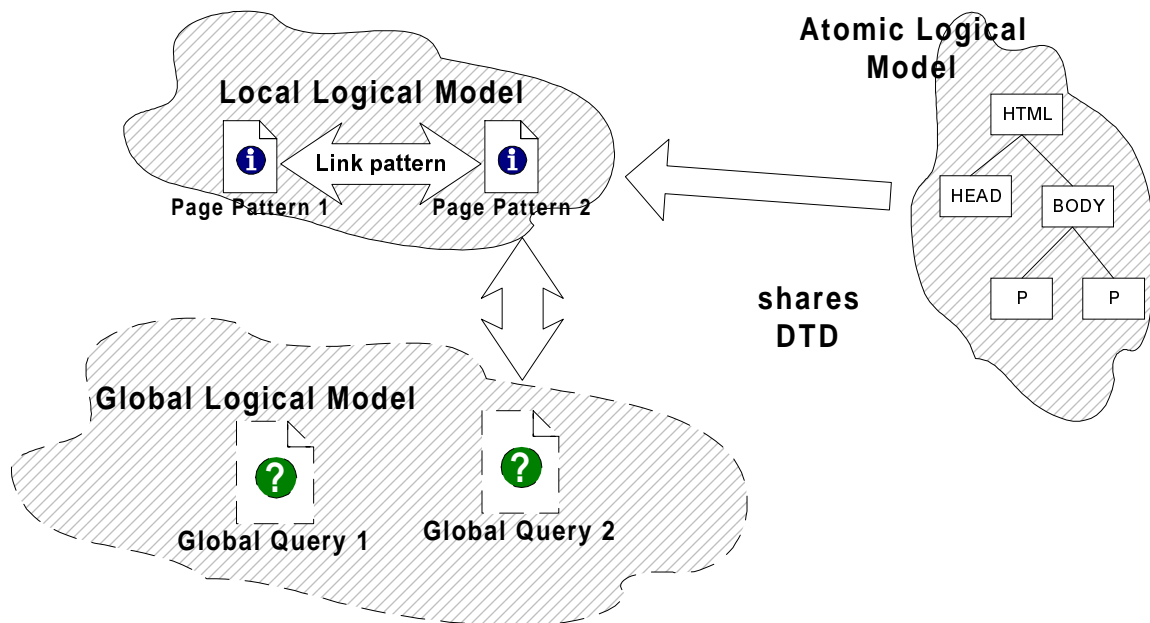 Atomic Logical
Model
Local Logical Model
HTML
i
Link pattern
i
HEAD
BODY
Page Pattern 1
Page Pattern 2
P
P
shares
DTD
Global Logical Model
?
?
Global Query 1
Global Query 2